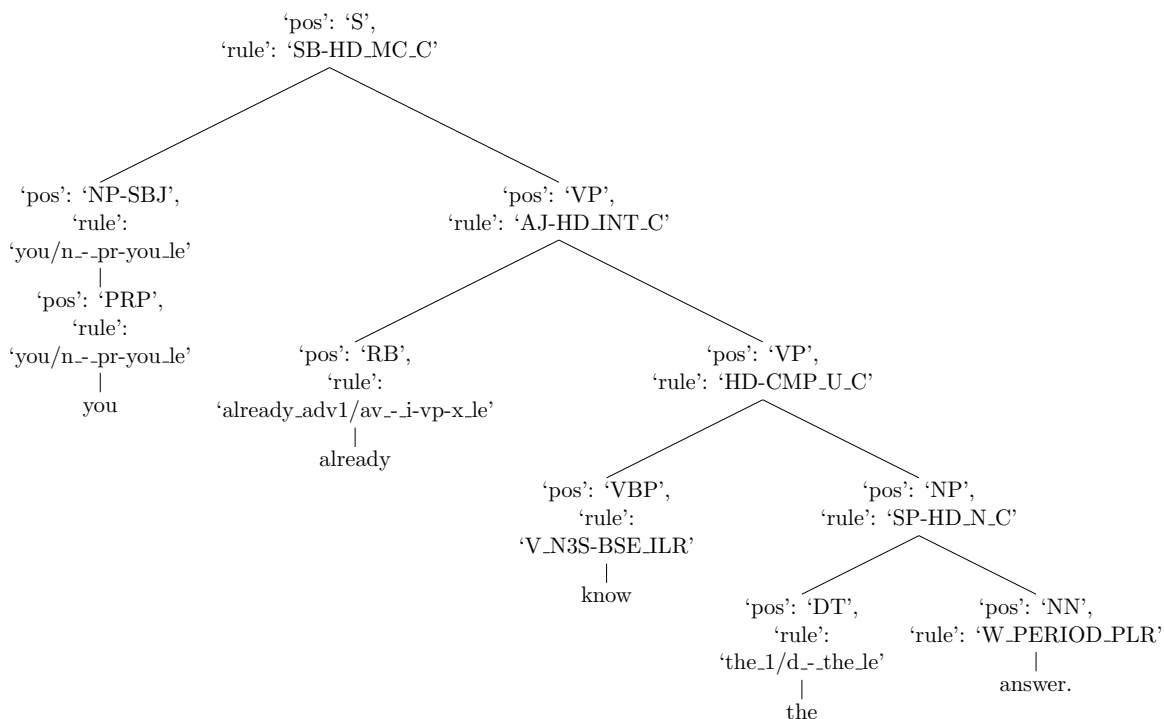 ‘pos’: ‘S’,
‘rule’: ‘SB-HD_MC_C’
‘pos’: ‘NP-SBJ’,
‘rule’:
‘you/n_-_pr-you_le’
‘pos’: ‘VP’,
‘rule’: ‘AJ-HD_INT_C’
‘pos’: ‘PRP’,
‘rule’:
‘you/n_-_pr-you_le’
you
‘pos’: ‘RB’,
‘rule’:
‘already_adv1/av_-_i-vp-x_le’
already
‘pos’: ‘VP’,
‘rule’: ‘HD-CMP_U_C’
‘pos’: ‘VBP’,
‘rule’:
‘V_N3S-BSE_ILR’
know
‘pos’: ‘NP’,
‘rule’: ‘SP-HD_N_C’
‘pos’: ‘DT’,
‘rule’:
‘the_1/d_-_the_le’
the
‘pos’: ‘NN’,
‘rule’: ‘W_PERIOD_PLR’
answer.